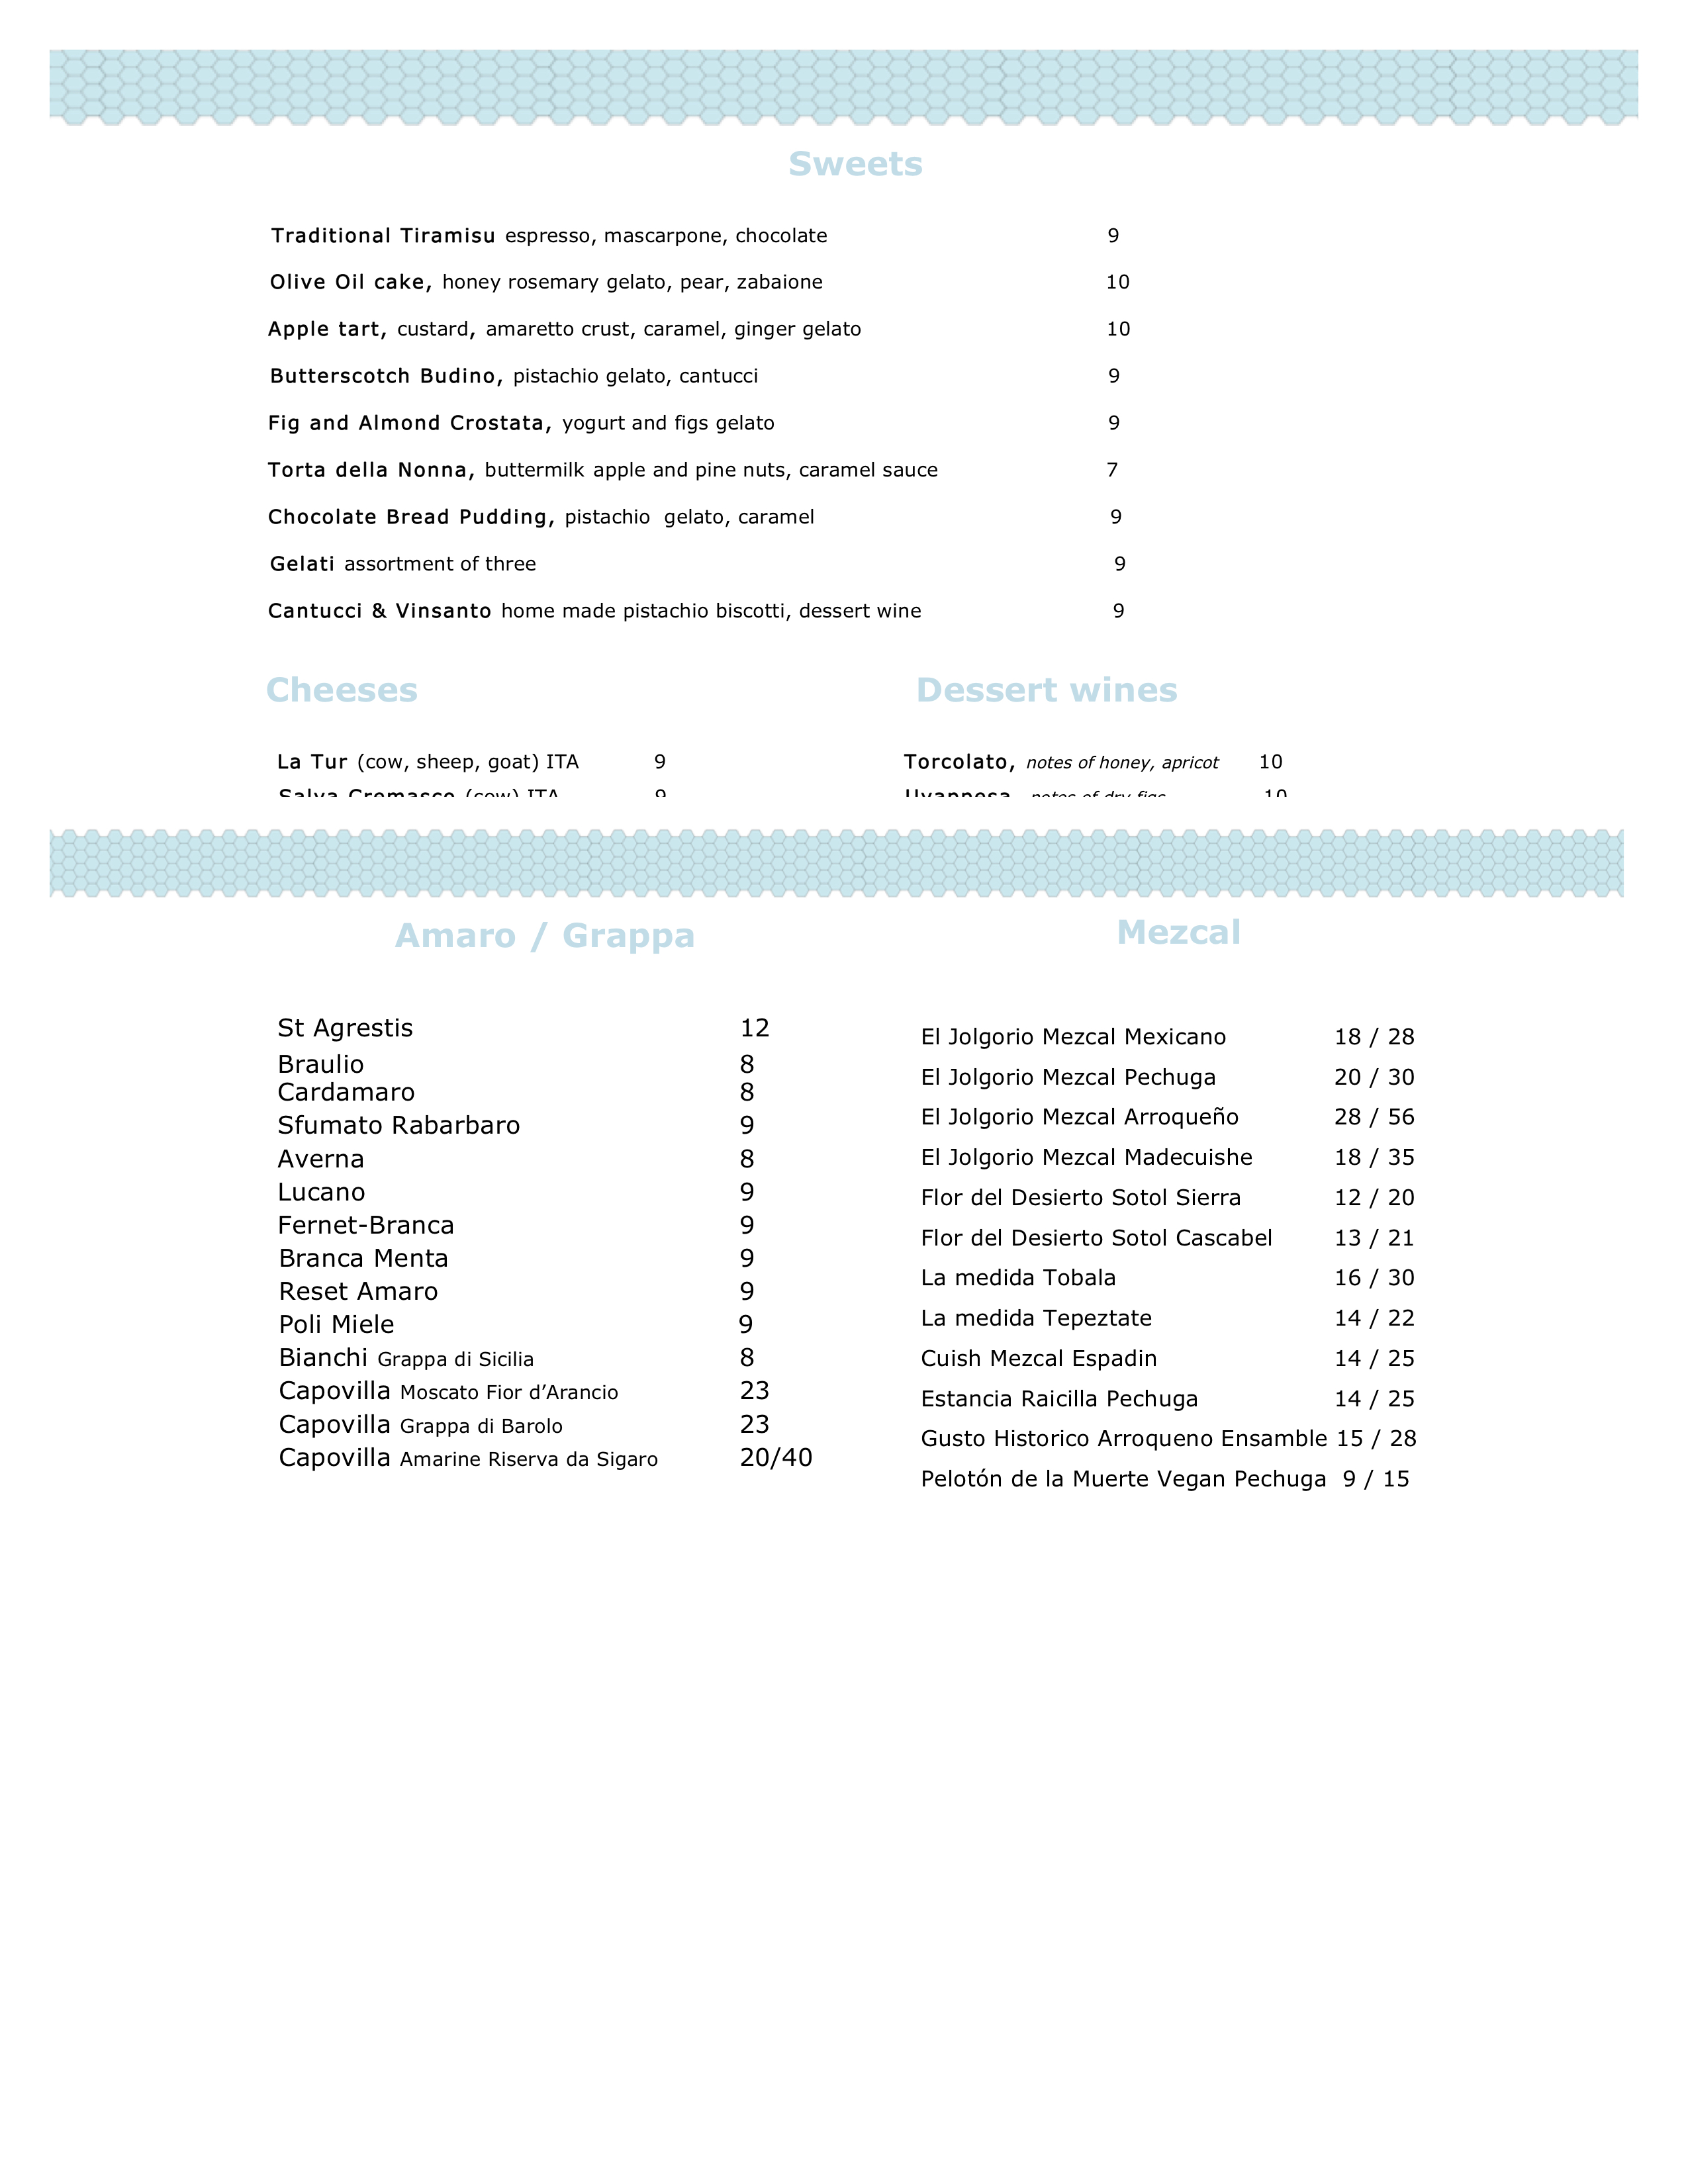 Sweets
Traditional Tiramisu espresso, mascarpone, chocolate 9
Olive Oil cake, honey rosemary gelato, pear, zabaione 10
Apple tart, custard, amaretto crust, caramel, ginger gelato 10
Butterscotch Budino, pistachio gelato, cantucci 9
Fig and Almond Crostata, yogurt and figs gelato 9
Torta della Nonna, buttermilk apple and pine nuts, caramel sauce 7
Chocolate Bread Pudding, pistachio gelato, caramel 9
Gelati assortment of three 9
Cantucci & Vinsanto home made pistachio biscotti, dessert wine 9
Cheeses
La Tur (cow, sheep, goat) ITA 9
Salva Cremasco (cow) ITA 9
Dessert wines
Torcolato, notes of honey, apricot 10
notes of dry figs 10
Amaro / Grappa
St Agrestis 12
Braulio 8
Cardamaro 8
Sfumato Rabarbaro 9
Averna 8
Lucano 9
Fernet-Branca 9
Branca Menta 9
Reset Amaro 9
Poli Miele 9
Bianchi Grappa di Sicilia 8
Capovilla Moscato Fior d’Arancio 23
Capovilla Grappa di Barolo 23
Capovilla Amarine Riserva da Sigaro 20/40
Mezcal
El Jolgorio Mezcal Mexicano 18 / 28
El Jolgorio Mezcal Pechuga 20 / 30
El Jolgorio Mezcal Arroqueño 28 / 56
El Jolgorio Mezcal Madecuishe 18 / 35
Flor del Desierto Sotol Sierra 12 / 20
Flor del Desierto Sotol Cascabel 13 / 21
La medida Tobala 16 / 30
La medida Tepeztate 14 / 22
Cuish Mezcal Espadin 14 / 25
Estancia Raicilla Pechuga 14 / 25
Gusto Historico Arroqueno Ensamble 15 / 28
Pelotón de la Muerte Vegan Pechuga 9 / 15